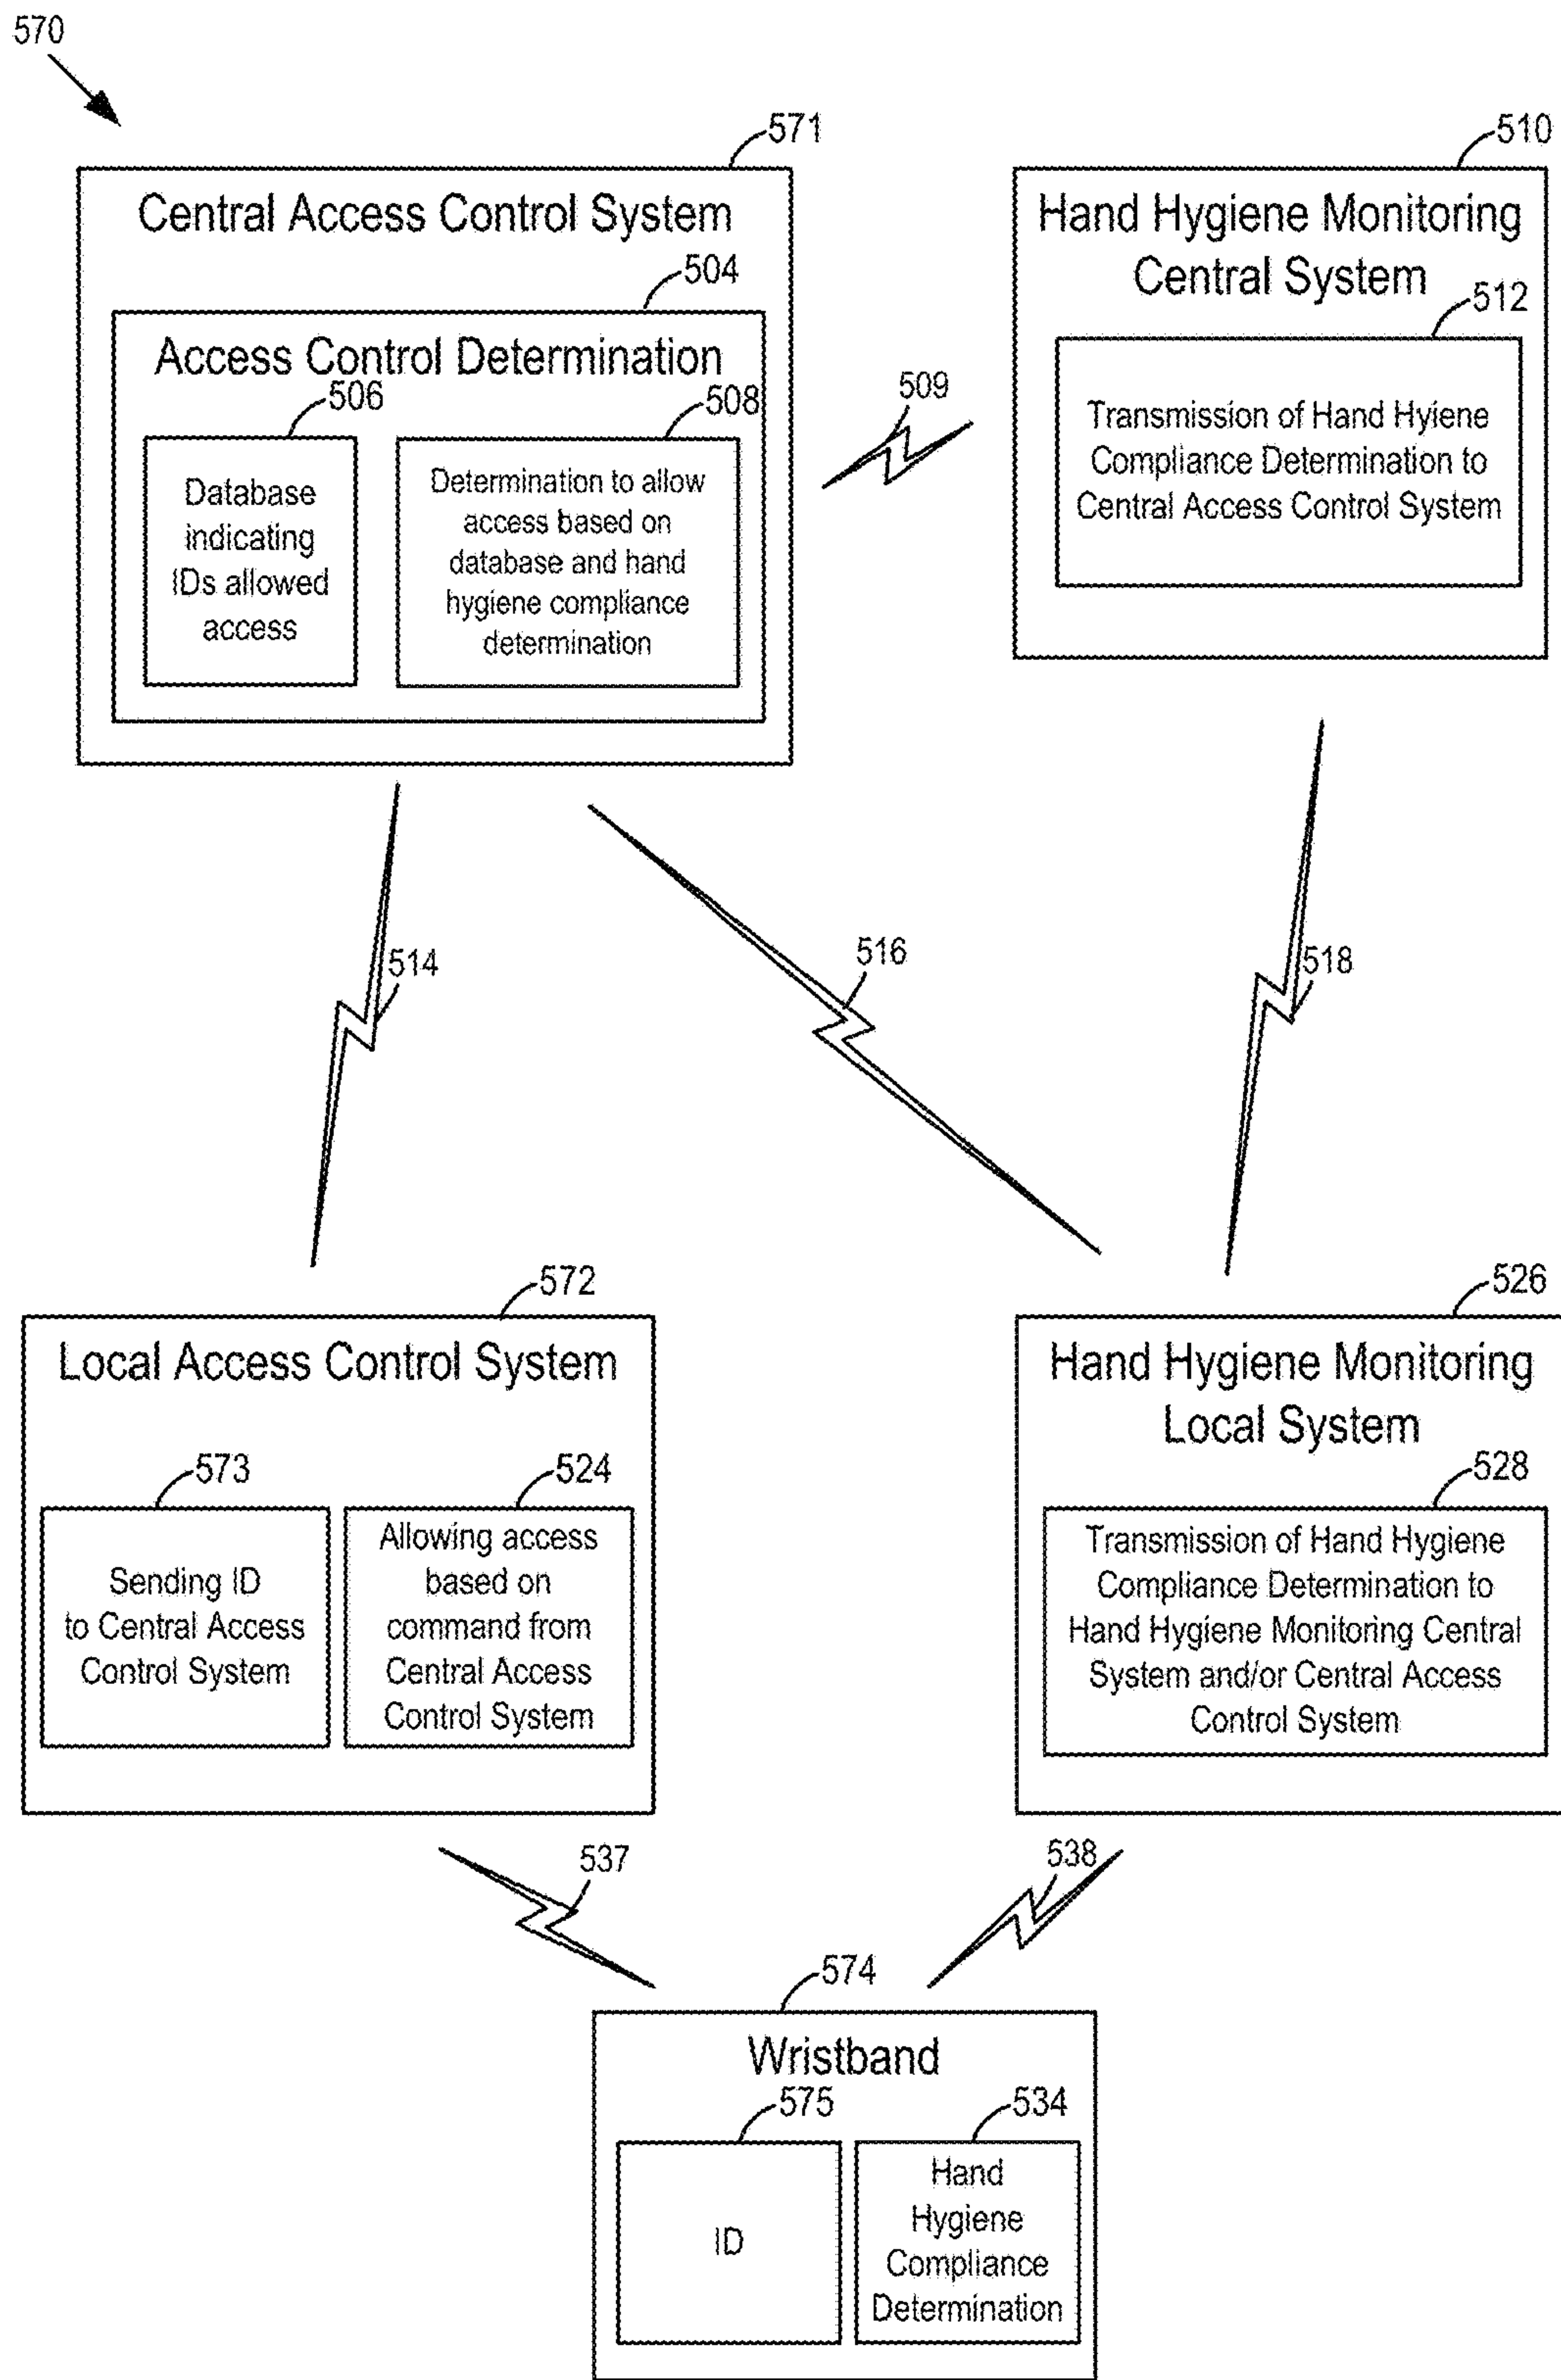 570
571
Central Access Control System
504
Access Control Determination
506
508
Database
indicating
IDs allowed
access
Determination to allow
access based on
database and hand
hygiene compliance
determination
509
510
Hand Hygiene Monitoring
Central System
512
Transmission of Hand Hyiene
Compliance Determination to
Central Access Control System
514
516
518
572
Local Access Control System
573
524
Sending ID
to Central Access
Control System
Allowing access
based on
command from
Central Access
Control System
526
Hand Hygiene Monitoring
Local System
528
Transmission of Hand Hygiene
Compliance Determination to
Hand Hygiene Monitoring Central
System and/or Central Access
Control System
537
538
574
Wristband
575
534
ID
Hand
Hygiene
Compliance
Determination